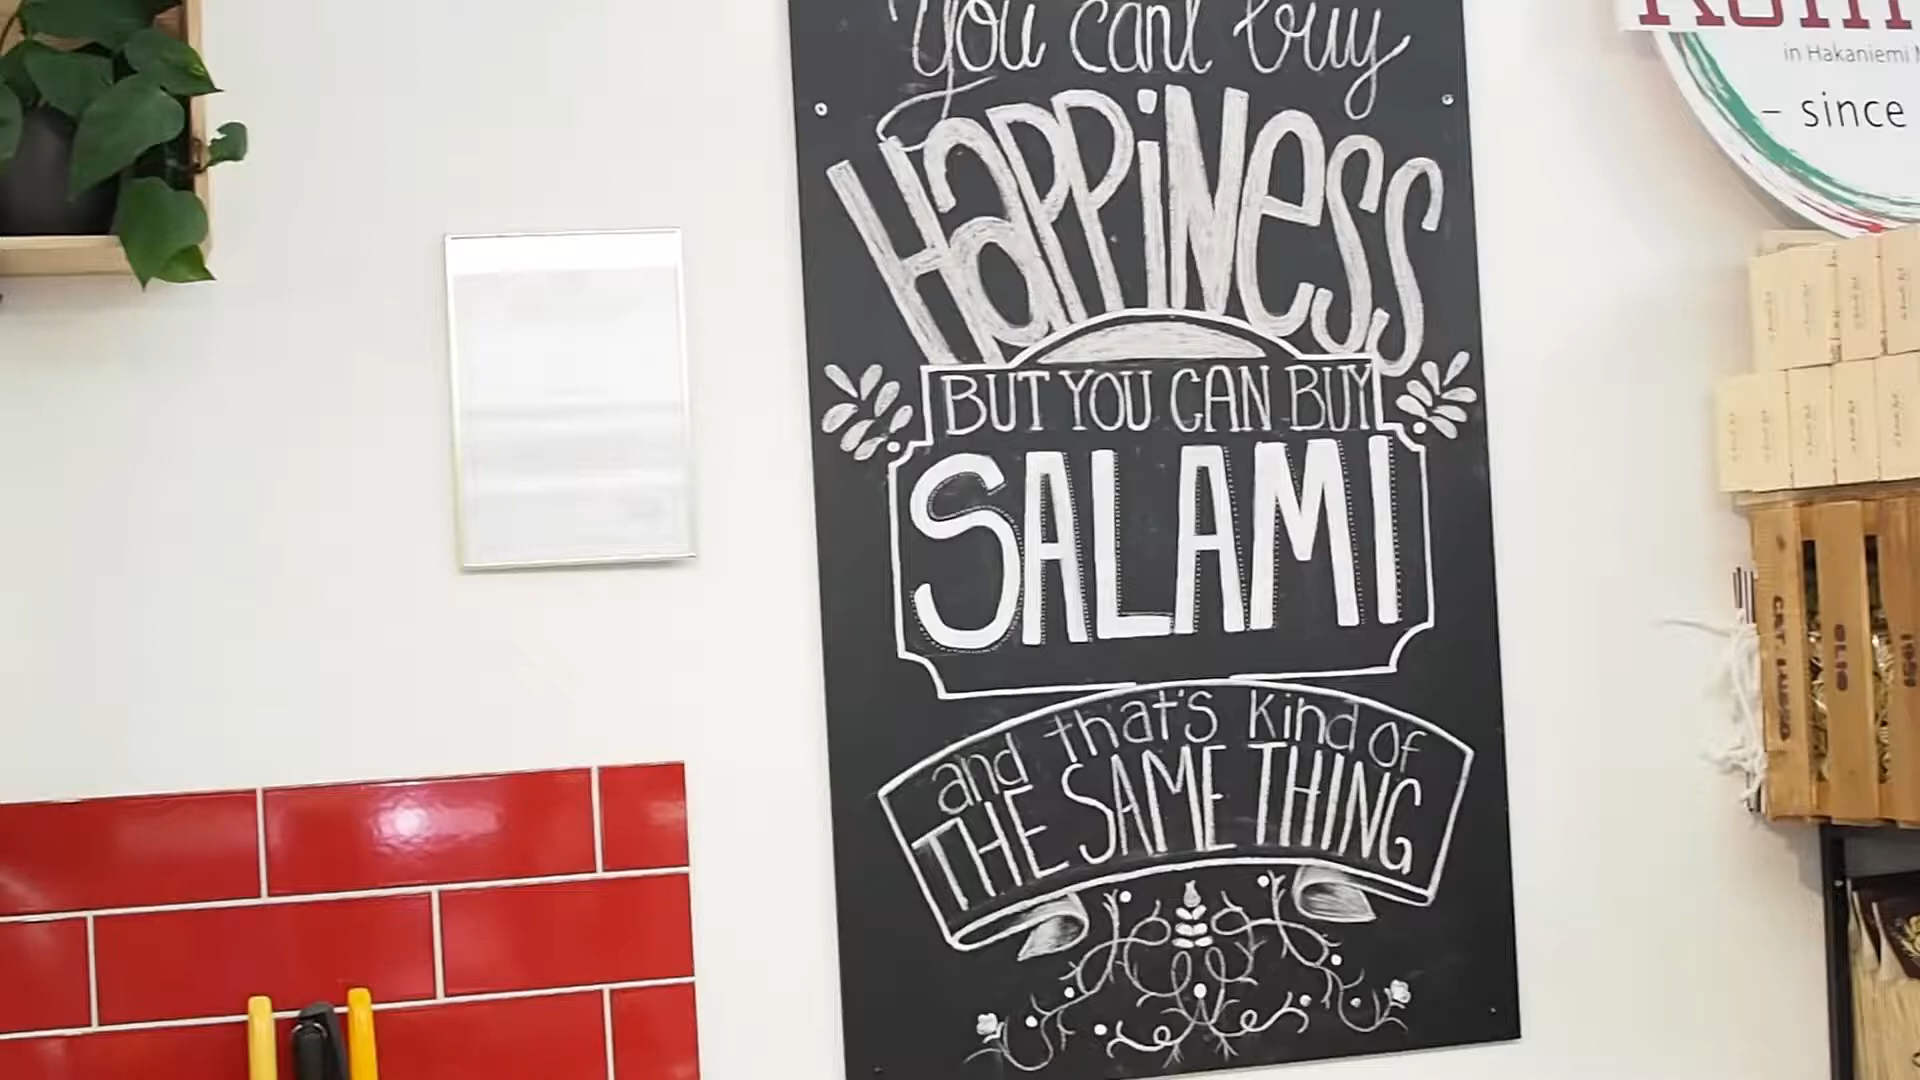 You can't buy
HaPPiNess
BUT YOU CAN BUY
SALAMI
and that's kind of
THE SAME THING
in Hakaniemi
- since